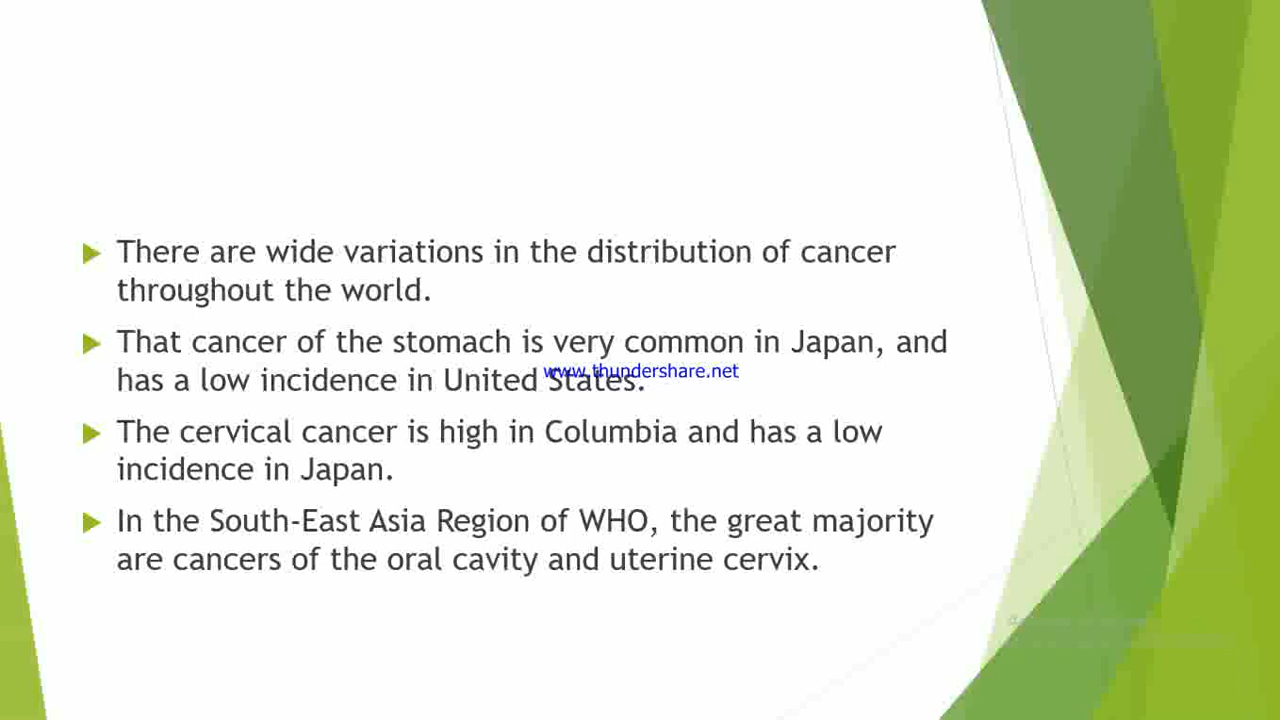 There are wide variations in the distribution of cancer
throughout the world.
That cancer of the stomach is very common in Japan, and
has a low incidence in United States.
www.thundershare.net
The cervical cancer is high in Columbia and has a low
incidence in Japan.
In the South-East Asia Region of WHO, the great majority
are cancers of the oral cavity and uterine cervix.